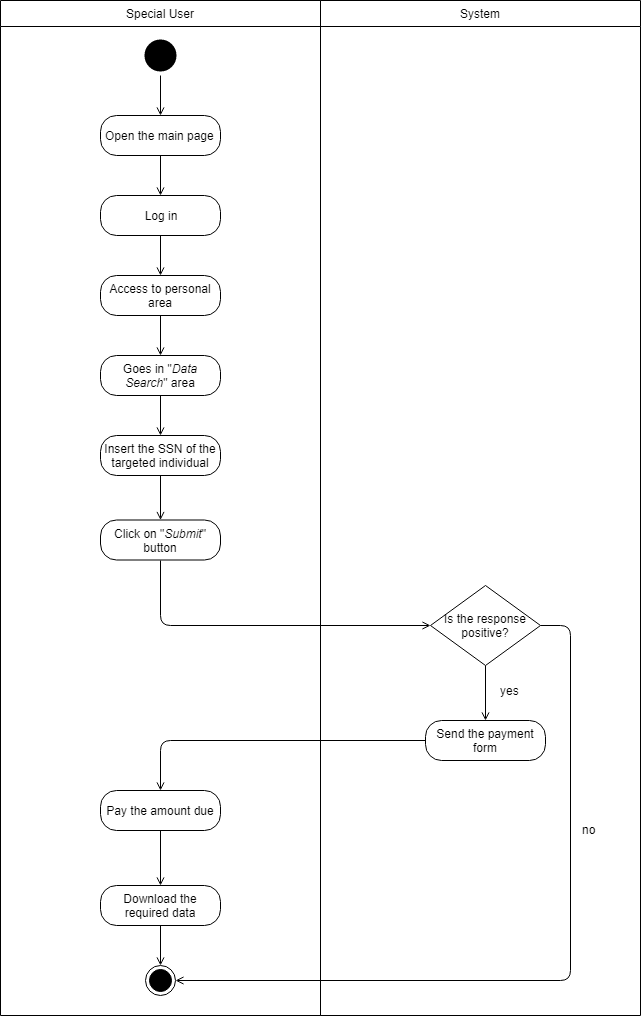 Special User
System
Open the main page
Log in
Access to personal
area
Goes in "Data
Search" area
Insert the SSN of the
targeted individual
Click on "Submit"
button
Is the response
positive?
yes
Send the payment
form
Pay the amount due
no
Download the
required data